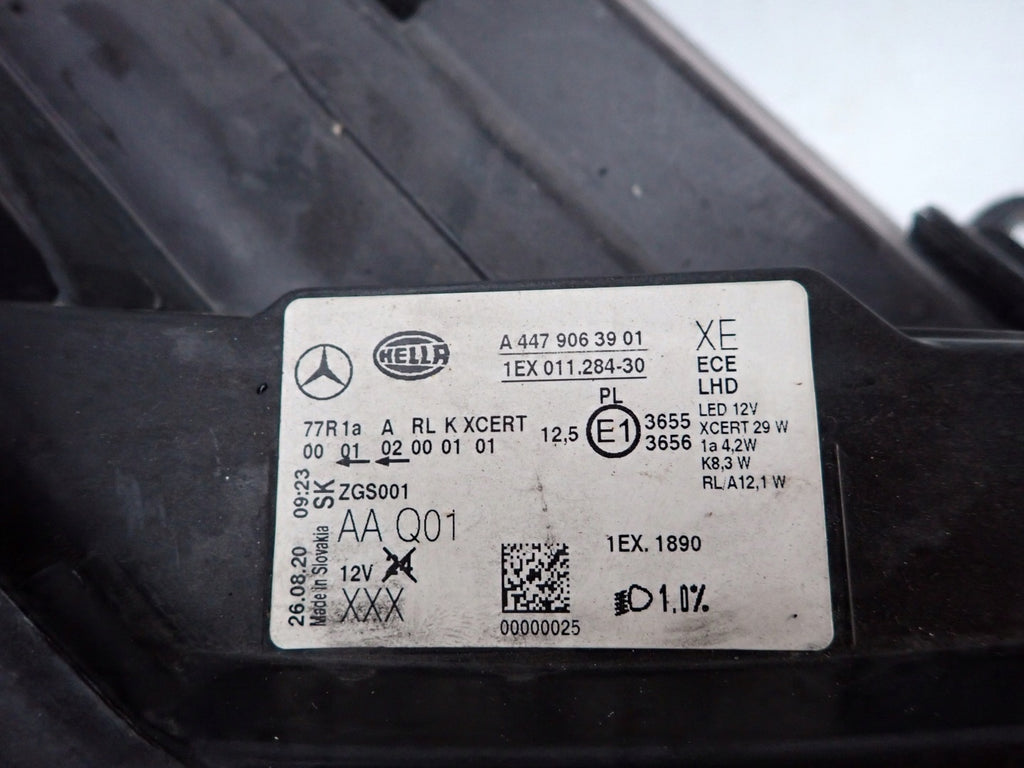 HELLA
A 447 906 39 01
1EX 011.284-30
XE
ECE
LHD
LED 12V
XCERT 29 W
1a 4,2W
K8,3 W
RL/A12,1 W
77R 1a A RL K XCERT
00 01 02 00 01 01
12,5
PL
E1
3655
3656
ZGS001
AA Q01
12V 24
XXX
26.08.20 09:23
Made in Slovakia SK
00000025
1EX. 1890
1,0%